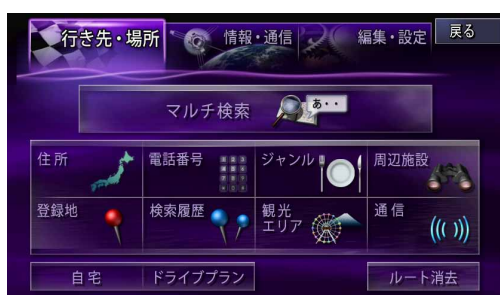 行き先・場所
情報・通信
編集・設定
戻る
マルチ検索
あ・・
住所
電話番号
ジャンル
周辺施設
登録地
検索履歴
観光
エリア
通信
自宅
ドライブプラン
ルート消去